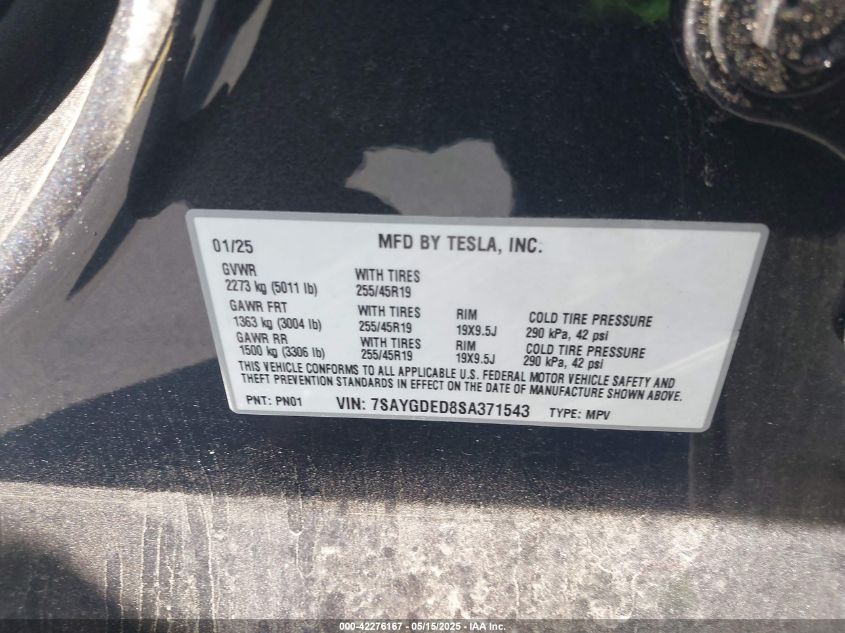 01/25 MFD BY TESLA, INC.
GVWR WITH TIRES
2273 kg (5011 lb) 255/45R19
GAWR FRT WITH TIRES RIM COLD TIRE PRESSURE
1363 kg (3004 lb) 255/45R19 19X9.5J 290 kPa, 42 psi
GAWR RR WITH TIRES RIM COLD TIRE PRESSURE
1500 kg (3306 lb) 255/45R19 19X9.5J 290 kPa, 42 psi
THIS VEHICLE CONFORMS TO ALL APPLICABLE U.S. FEDERAL MOTOR VEHICLE SAFETY AND
THEFT PREVENTION STANDARDS IN EFFECT ON THE DATE OF MANUFACTURE SHOWN ABOVE.
PNT: PN01 VIN: 7SAYGDED8SA371543 TYPE: MPV
000-42276167 - 05/15/2025 - IAA Inc.